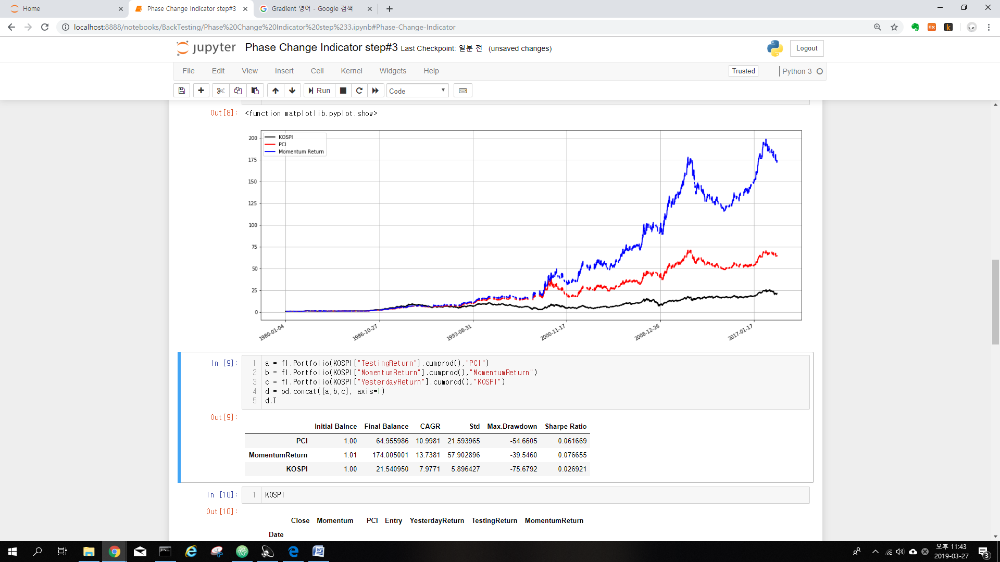 Home
Phase Change Indicator step#3
Gradient 영어 - Google 검색
localhost:8888/notebooks/BackTesting/Phase%20Change%20Indicator%20step%233.ipynb#Phase-Change-Indicator
jupyter Phase Change Indicator step#3 Last Checkpoint: 일분 전 (unsaved changes)
Logout
File Edit View Insert Cell Kernel Widgets Help
Trusted
Python 3
Run
Code
Out[8]: <function matplotlib.pyplot.show>
KOSPI
PCI
Momentum Return
200
175
150
125
100
75
50
25
0
1980-01-04
1986-10-27
1993-08-31
2000-11-17
2008-12-26
2017-01-17
In [9]:
1 a = fl.Portfolio(KOSPI["TestingReturn"].cumprod(),"PCI")
2 b = fl.Portfolio(KOSPI["MomentumReturn"].cumprod(),"MomentumReturn")
3 c = fl.Portfolio(KOSPI["YesterdayReturn"].cumprod(),"KOSPI")
4 d = pd.concat([a,b,c], axis=1)
5 d.T
Out[9]:
Initial Balnce Final Balance CAGR Std Max.Drawdown Sharpe Ratio
PCI 1.00 64.955986 10.9981 21.593965 -54.6605 0.061669
MomentumReturn 1.01 174.005001 13.7381 57.902896 -39.5460 0.076655
KOSPI 1.00 21.540950 7.9771 5.896427 -75.6792 0.026921
In [10]: 1 KOSPI
Out[10]:
Close Momentum PCI Entry YesterdayReturn TestingReturn MomentumReturn
Date
오후 11:43
2019-03-27
3